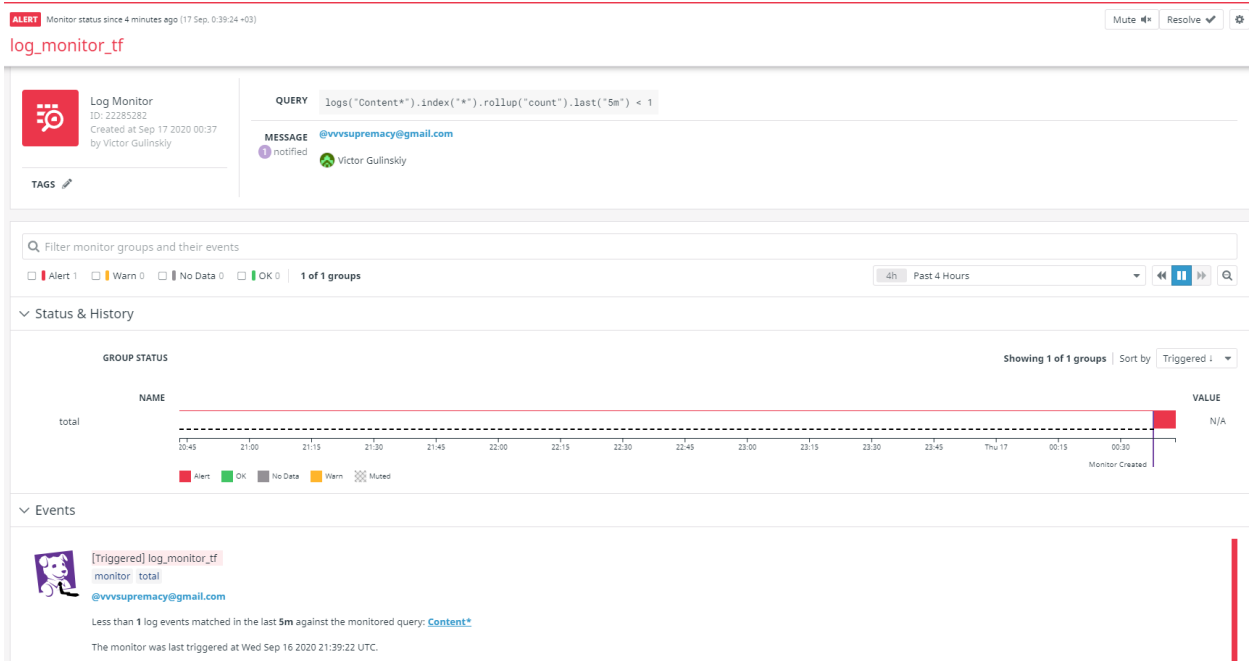 ALERT Monitor status since 4 minutes ago (17 Sep, 0:39:24 +03)
Mute Resolve
log_monitor_tf
Log Monitor
ID: 22285282
Created at Sep 17 2020 00:37
by Victor Gulinskiy
TAGS
QUERY logs("Content*").index("*").rollup("count").last("5m") < 1
MESSAGE @vvvsupremacy@gmail.com
1 notified
Victor Gulinskiy
Filter monitor groups and their events
Alert 1 Warn 0 No Data 0 OK 0 1 of 1 groups
4h Past 4 Hours
Status & History
GROUP STATUS
Showing 1 of 1 groups Sort by Triggered ↓
NAME VALUE
total N/A
20:45 21:00 21:15 21:30 21:45 22:00 22:15 22:30 22:45 23:00 23:15 23:30 23:45 Thu 17 00:15 00:30
Monitor Created
Alert OK No Data Warn Muted
Events
[Triggered] log_monitor_tf
monitor total
@vvvsupremacy@gmail.com
Less than 1 log events matched in the last 5m against the monitored query: Content*
The monitor was last triggered at Wed Sep 16 2020 21:39:22 UTC.